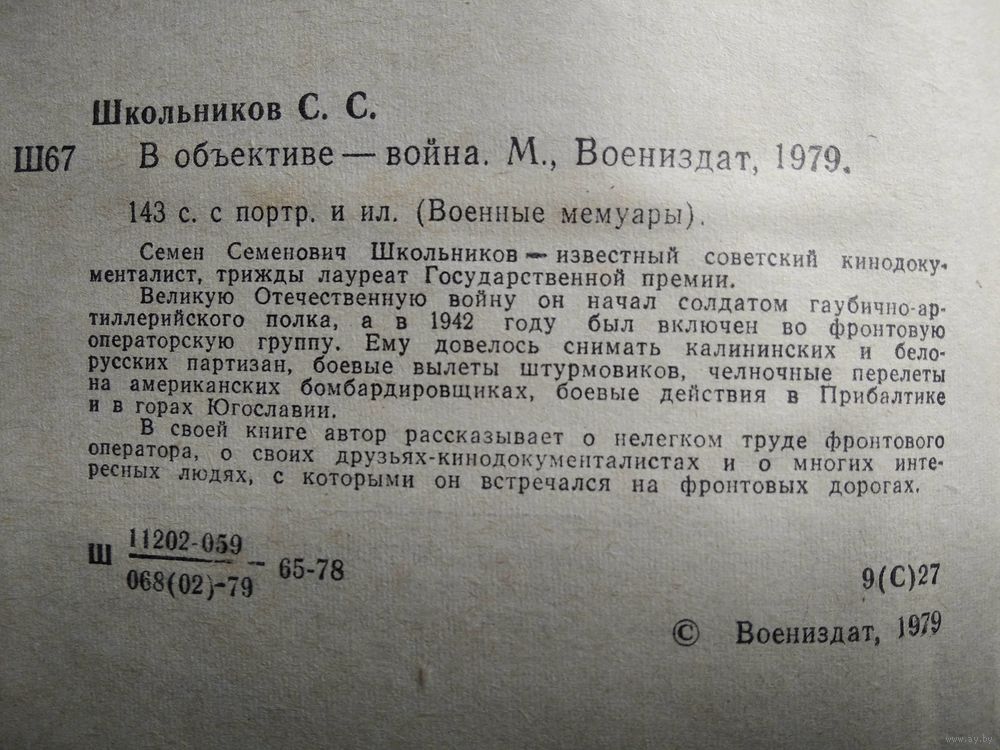 Школьников С. С.
Ш67 В объективе — война. М., Воениздат, 1979.
143 с. с портр. и ил. (Военные мемуары).
Семен Семенович Школьников — известный советский кинодоку-
менталист, трижды лауреат Государственной премии.
Великую Отечественную войну он начал солдатом гаубично-ар-
тиллерийского полка, а в 1942 году был включен во фронтовую
операторскую группу. Ему довелось снимать калининских и бело-
русских партизан, боевые вылеты штурмовиков, челночные перелеты
на американских бомбардировщиках, боевые действия в Прибалтике
и в горах Югославии.
В своей книге автор рассказывает о нелегком труде фронтового
оператора, о своих друзьях-кинодокументалистах и о многих инте-
ресных людях, с которыми он встречался на фронтовых дорогах.
11202-059
Ш – 65-78
068(02)-79
9(С)27
© Воениздат, 1979
www.ay.by